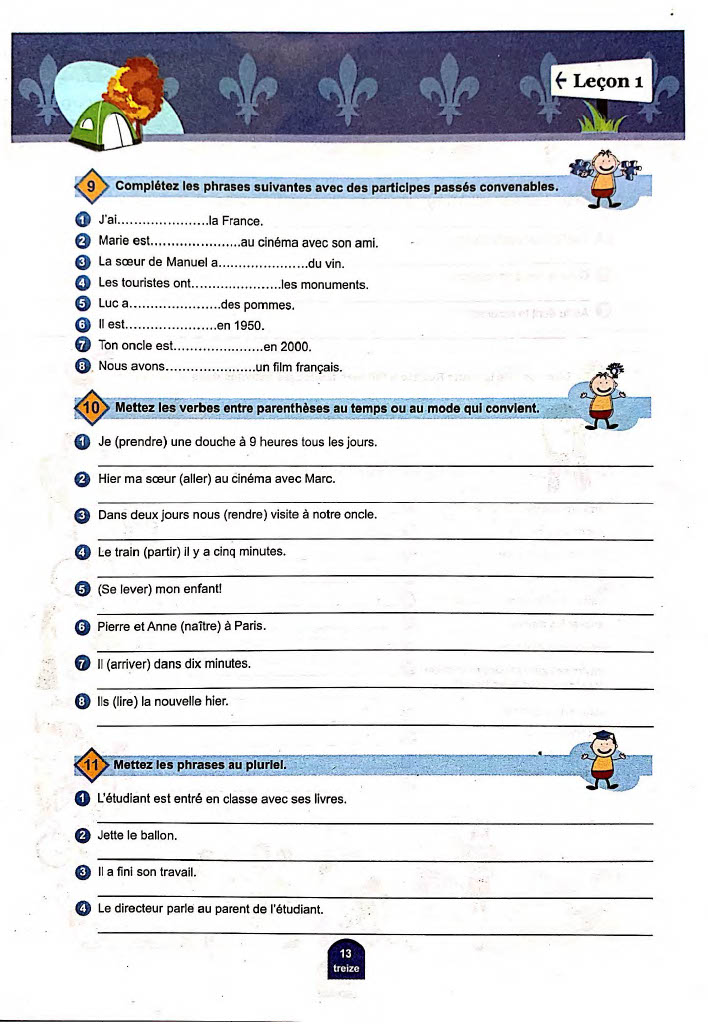 ← Leçon 1
9 Complétez les phrases suivantes avec des participes passés convenables.
1 J'ai......................la France.
2 Marie est......................au cinéma avec son ami.
3 La sœur de Manuel a......................du vin.
4 Les touristes ont......................les monuments.
5 Luc a......................des pommes.
6 Il est......................en 1950.
7 Ton oncle est......................en 2000.
8 Nous avons......................un film français.
10 Mettez les verbes entre parenthèses au temps ou au mode qui convient.
1 Je (prendre) une douche à 9 heures tous les jours.
2 Hier ma sœur (aller) au cinéma avec Marc.
3 Dans deux jours nous (rendre) visite à notre oncle.
4 Le train (partir) il y a cinq minutes.
5 (Se lever) mon enfant!
6 Pierre et Anne (naître) à Paris.
7 Il (arriver) dans dix minutes.
8 Ils (lire) la nouvelle hier.
11 Mettez les phrases au pluriel.
1 L'étudiant est entré en classe avec ses livres.
2 Jette le ballon.
3 Il a fini son travail.
4 Le directeur parle au parent de l'étudiant.
13
treize